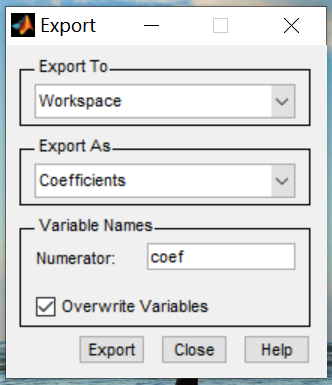 Export
Export To
Workspace
Export As
Coefficients
Variable Names
Numerator: coef
Overwrite Variables
Export Close Help